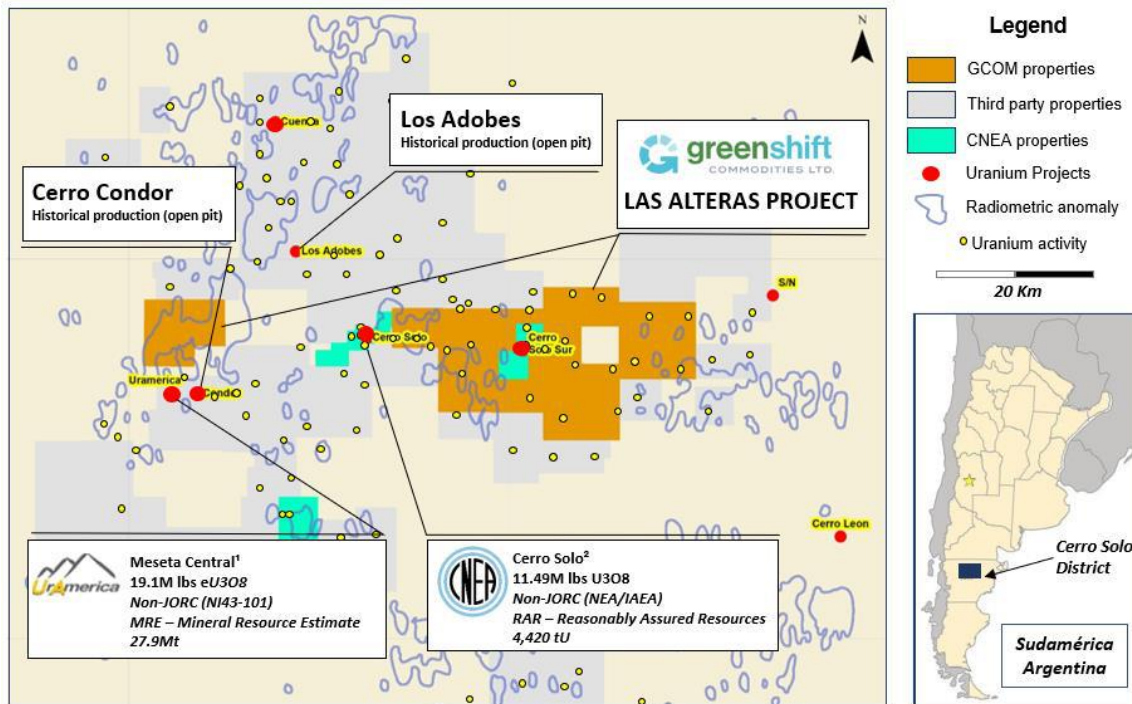 N
Cuenca
Los Adobes
Historical production (open pit)
greenshift
COMMODITIES LTD.
LAS ALTERAS PROJECT
Cerro Condor
Historical production (open pit)
Los Adobes
S/N
Cerro Solo
Cerro
Solo Sur
Uramerica
Condor
Cerro Leon
UrAmerica
Meseta Central¹
19.1M lbs eU3O8
Non-JORC (NI43-101)
MRE – Mineral Resource Estimate
27.9Mt
CNEA
Cerro Solo²
11.49M lbs U3O8
Non-JORC (NEA/IAEA)
RAR – Reasonably Assured Resources
4,420 tU
Legend
GCOM properties
Third party properties
CNEA properties
Uranium Projects
Radiometric anomaly
Uranium activity
20 Km
Cerro Solo
District
Sudamérica
Argentina